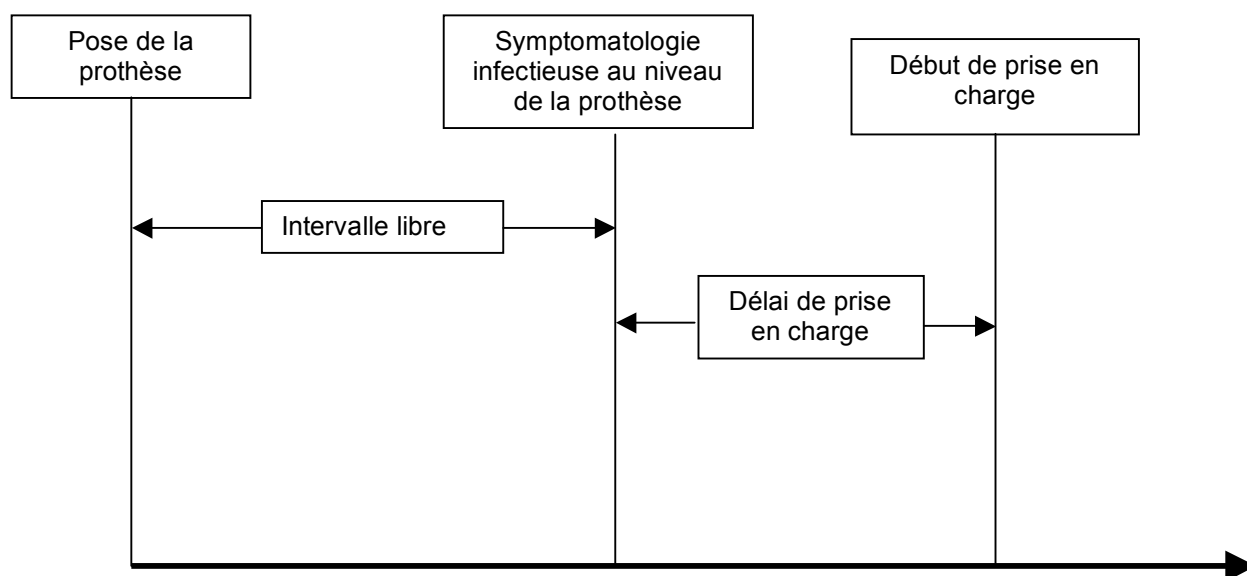 Pose de la
prothèse
Symptomatologie
infectieuse au niveau
de la prothèse
Début de prise en
charge
Intervalle libre
Délai de prise
en charge